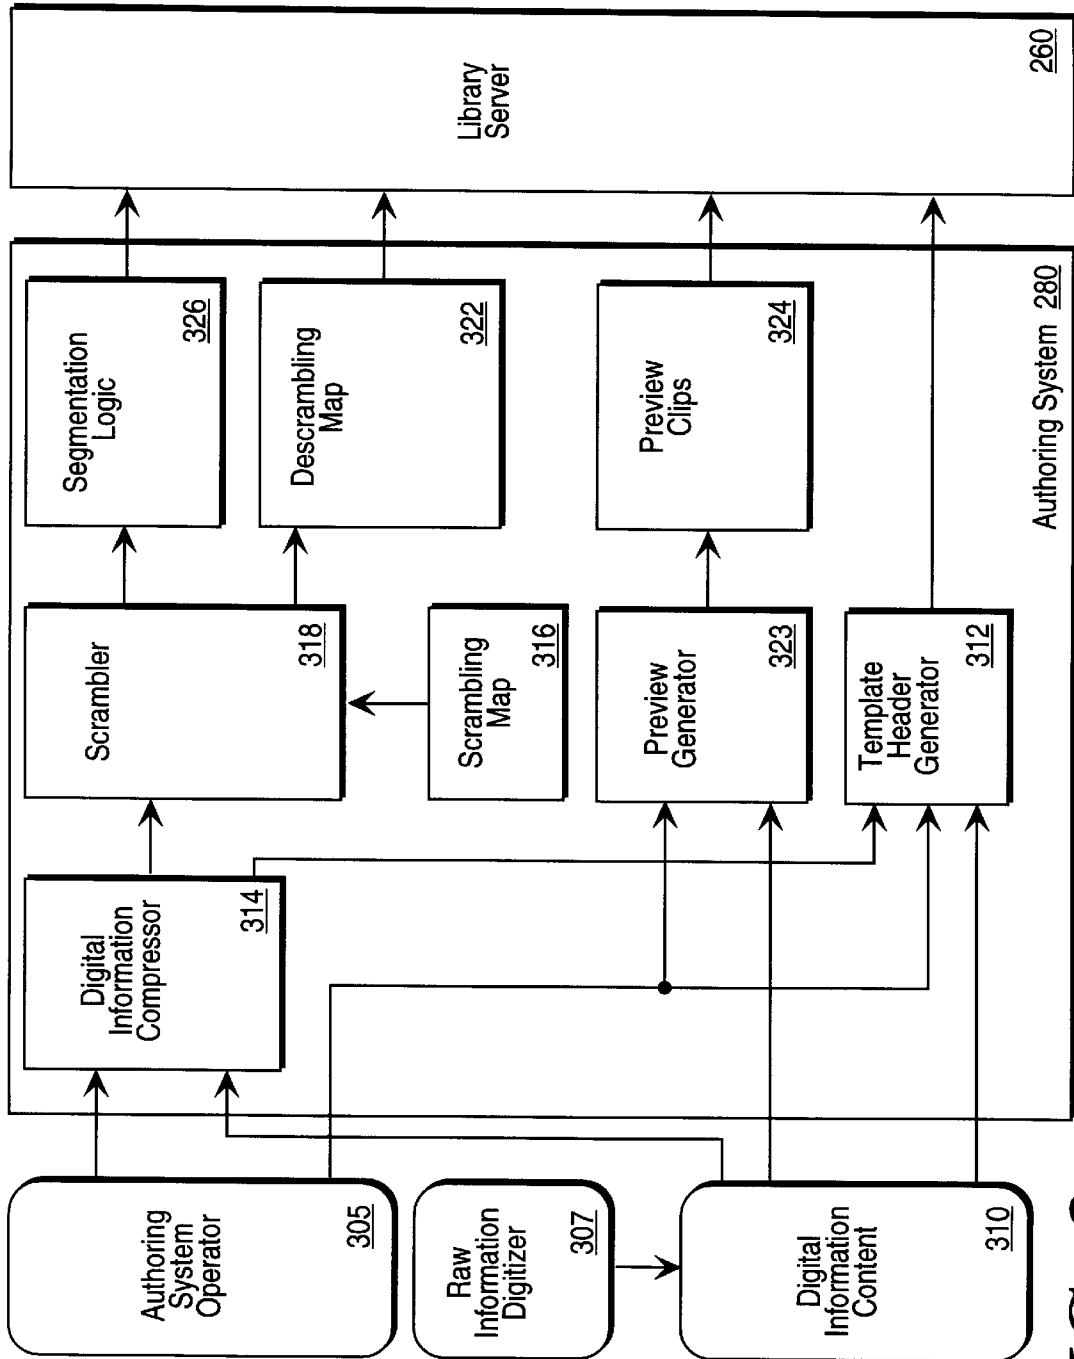 Authoring
System
Operator
305
Raw
Information
Digitizer
307
Digital
Information
Content
310
Digital
Information
Compressor
314
Scrambler
318
Scrambling
Map
316
Preview
Generator
323
Template
Header
Generator
312
Segmentation
Logic
326
Descrambling
Map
322
Preview
Clips
324
Authoring System 280
Library
Server
260